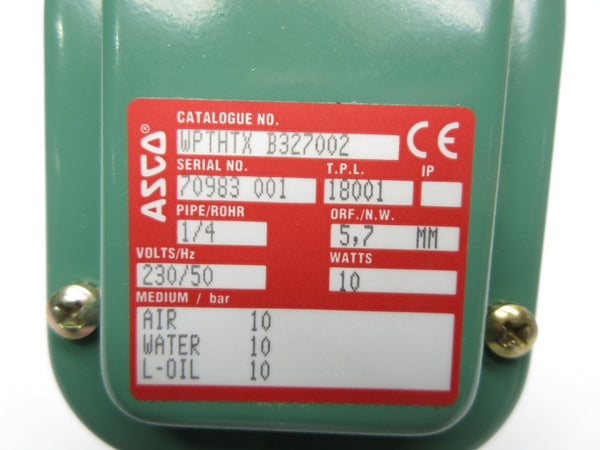 ASCO®
CATALOGUE NO.
WPTHTX B327002
CE
SERIAL NO. T.P.L. IP
70983 001 18001
PIPE/ROHR ORF./N.W.
1/4 5,7 MM
VOLTS/Hz WATTS
230/50 10
MEDIUM / bar
AIR 10
WATER 10
L-OIL 10